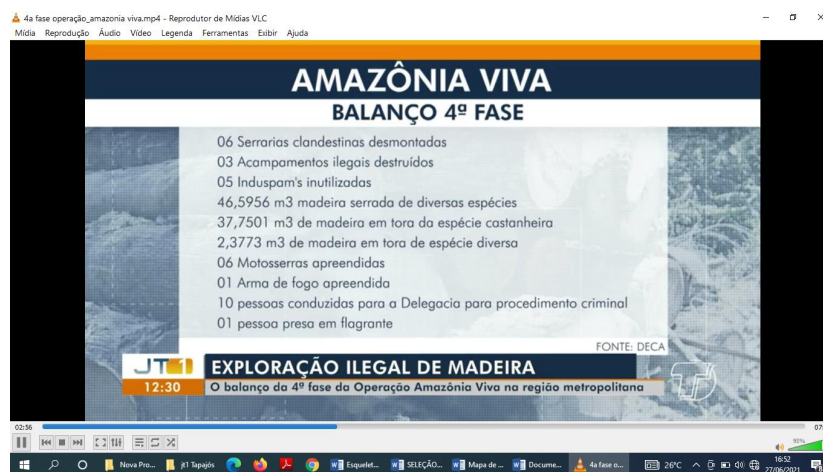 4a fase operação_amazonia viva.mp4 - Reprodutor de Mídias VLC
Mídia Reprodução Áudio Vídeo Legenda Ferramentas Exibir Ajuda
AMAZÔNIA VIVA
BALANÇO 4ª FASE
06 Serrarias clandestinas desmontadas
03 Acampamentos ilegais destruídos
05 Induspam's inutilizadas
46,5956 m3 madeira serrada de diversas espécies
37,7501 m3 de madeira em tora da espécie castanheira
2,3773 m3 de madeira em tora de espécie diversa
06 Motosserras apreendidas
01 Arma de fogo apreendida
10 pessoas conduzidas para a Delegacia para procedimento criminal
01 pessoa presa em flagrante
FONTE: DECA
JT1 EXPLORAÇÃO ILEGAL DE MADEIRA
12:30 O balanço da 4ª fase da Operação Amazônia Viva na região metropolitana
02:56
92%
Nova Pro... jt1 Tapajós Esquelet... SELEÇÃO... Mapa de ... Docume... 4a fase o... 26°C 16:52
27/06/2021